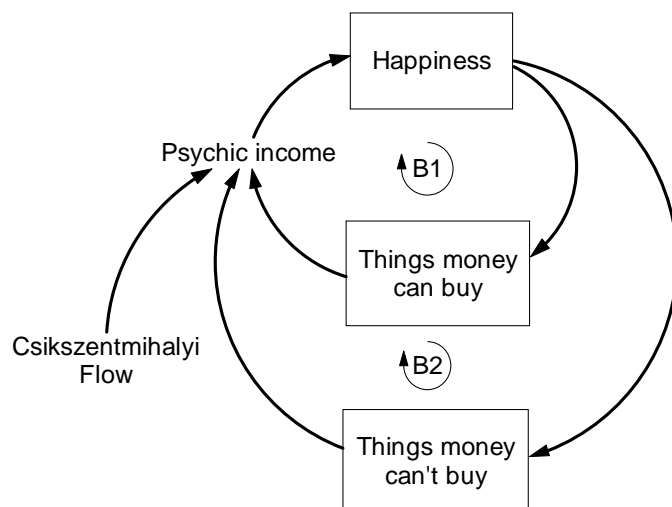 Happiness
Psychic income
B1
Things money
can buy
Csikszentmihalyi
Flow
B2
Things money
can't buy